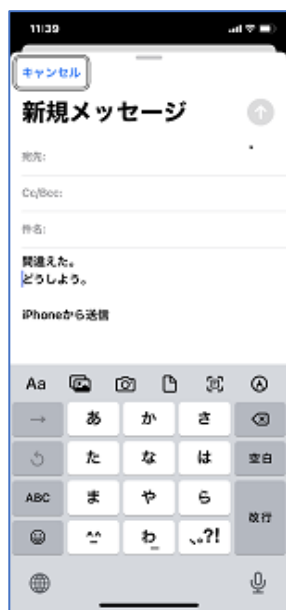 11:39
キャンセル
新規メッセージ
宛先:
Cc/Bcc:
件名:
間違えた。
どうしよう。
iPhoneから送信
Aa
→ あ か さ
た な は 空白
ABC ま や ら 改行
^^ わ_ 、。?!